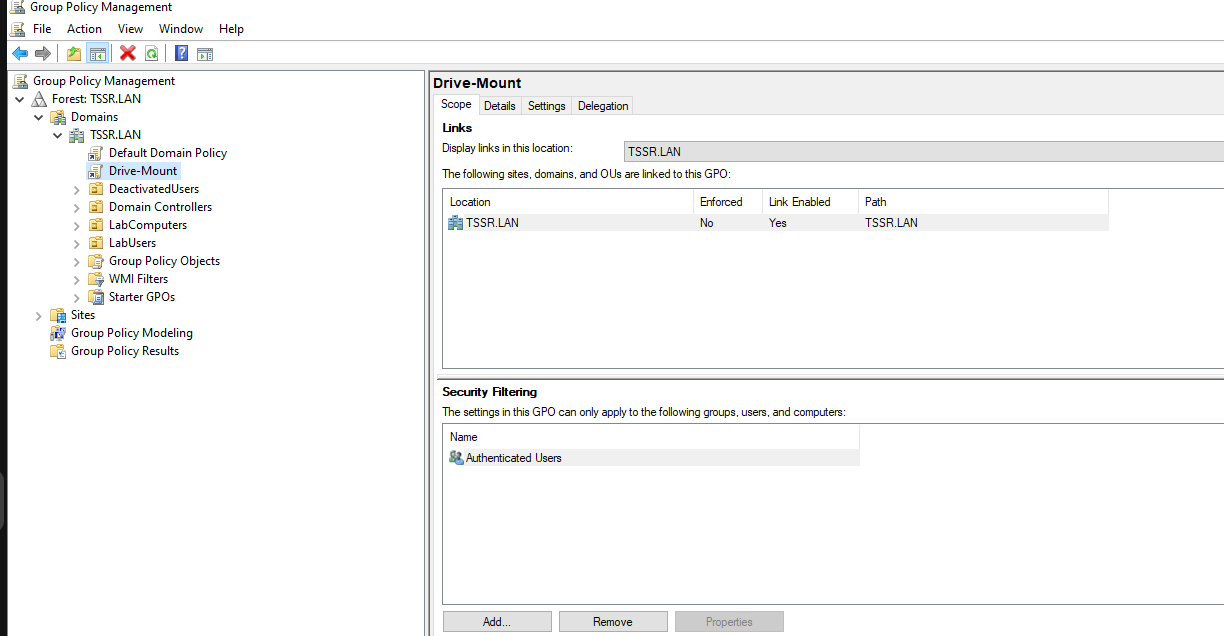 Group Policy Management
File Action View Window Help
Group Policy Management
Forest: TSSR.LAN
Domains
TSSR.LAN
Default Domain Policy
Drive-Mount
DeactivatedUsers
Domain Controllers
LabComputers
LabUsers
Group Policy Objects
WMI Filters
Starter GPOs
Sites
Group Policy Modeling
Group Policy Results
Drive-Mount
Scope Details Settings Delegation
Links
Display links in this location: TSSR.LAN
The following sites, domains, and OUs are linked to this GPO:
Location Enforced Link Enabled Path
TSSR.LAN No Yes TSSR.LAN
Security Filtering
The settings in this GPO can only apply to the following groups, users, and computers:
Name
Authenticated Users
Add... Remove Properties